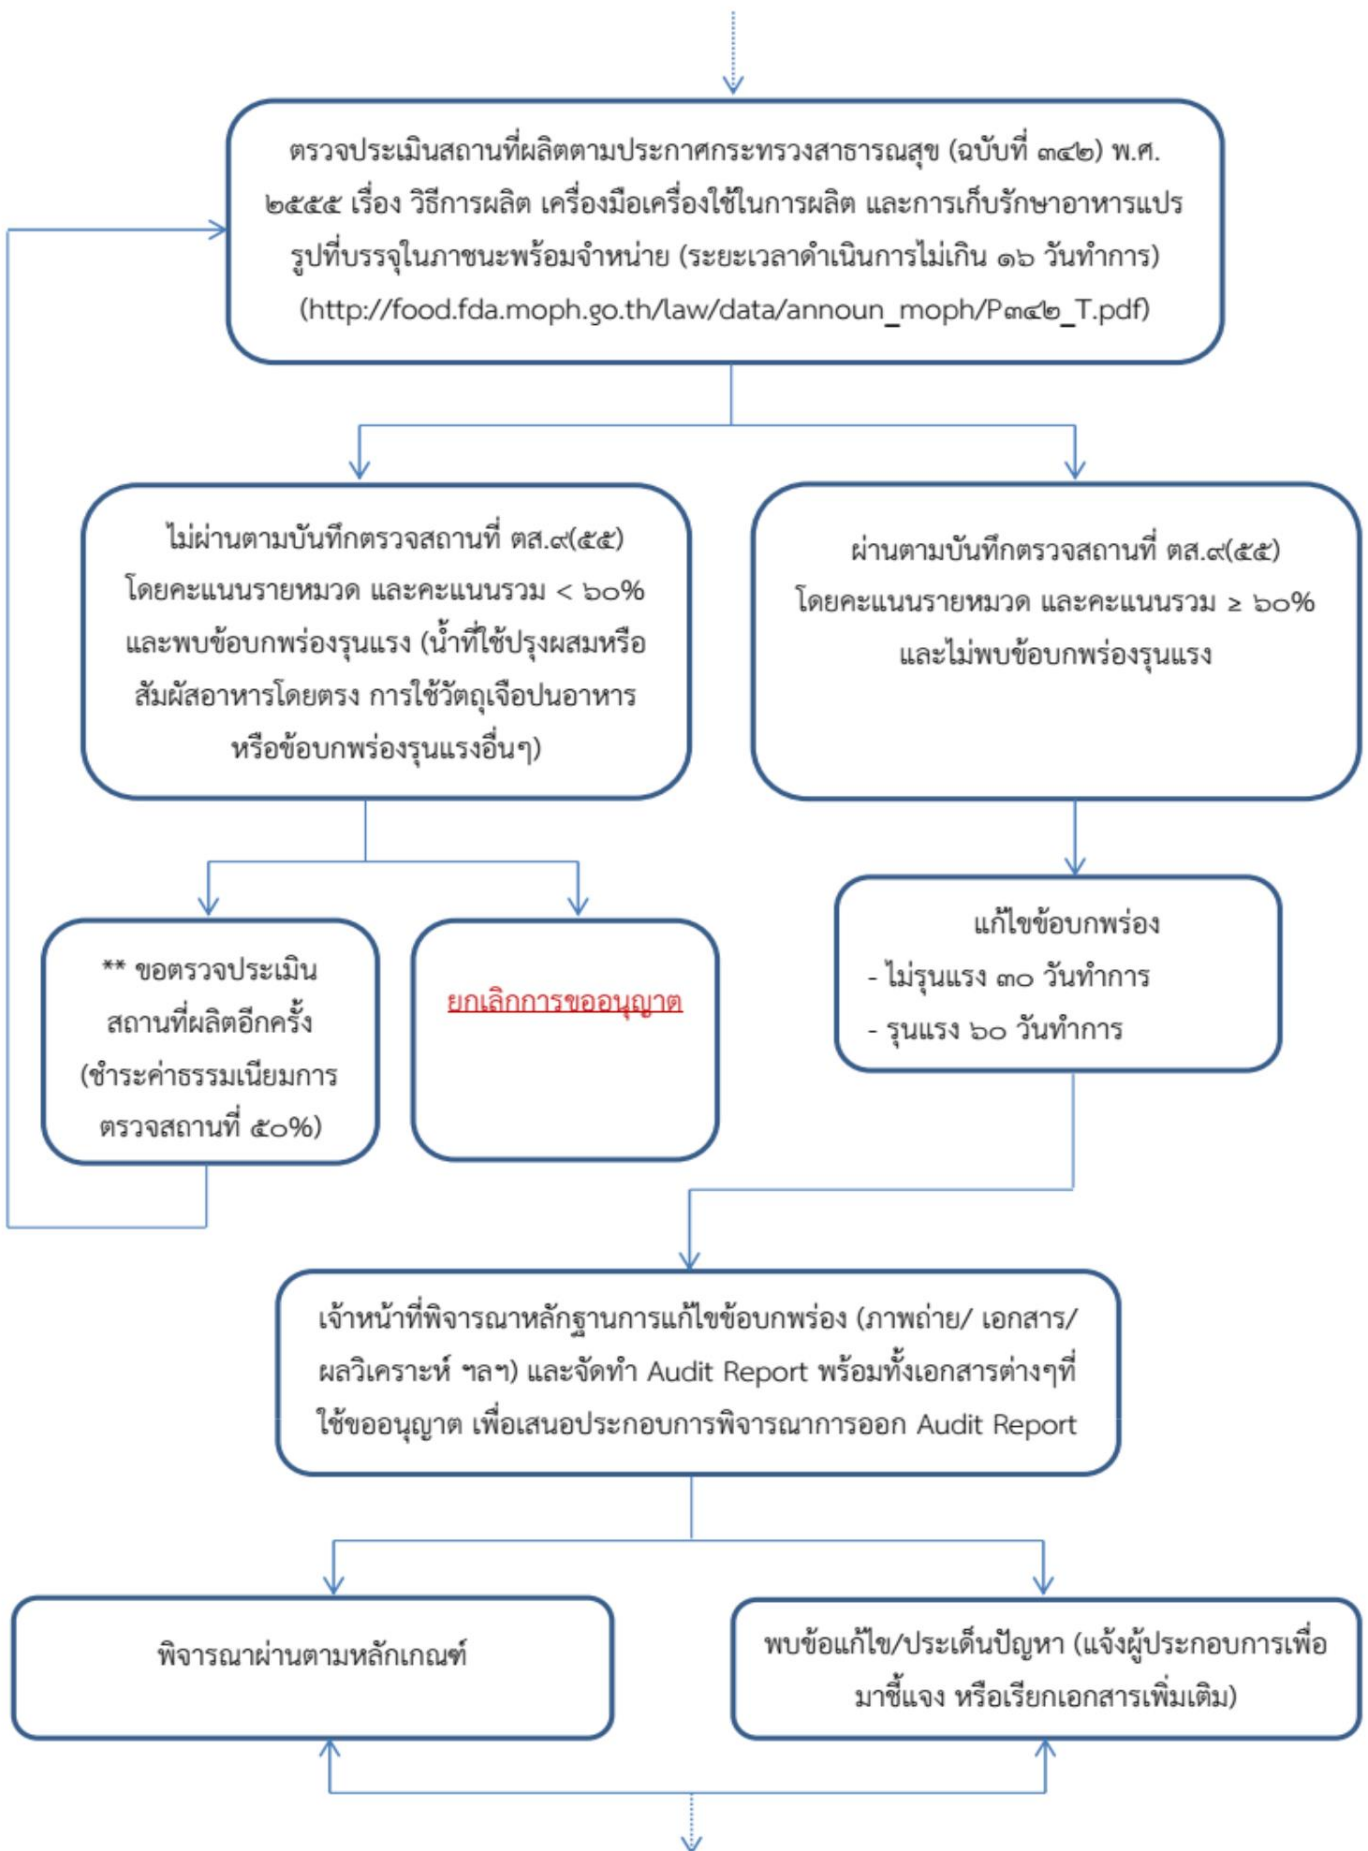 ตรวจประเมินสถานที่ผลิตตามประกาศกระทรวงสาธารณสุข (ฉบับที่ ๓๔๒) พ.ศ.
๒๕๕๕ เรื่อง วิธีการผลิต เครื่องมือเครื่องใช้ในการผลิต และการเก็บรักษาอาหารแปร
รูปที่บรรจุในภาชนะพร้อมจำหน่าย (ระยะเวลาดำเนินการไม่เกิน ๑๖ วันทำการ)
(http://food.fda.moph.go.th/law/data/announ_moph/P๓๔๒_T.pdf)
ไม่ผ่านตามบันทึกตรวจสถานที่ ตส.๙(๕๕)
โดยคะแนนรายหมวด และคะแนนรวม < ๖๐%
และพบข้อบกพร่องรุนแรง (น้ำที่ใช้ปรุงผสมหรือ
สัมผัสอาหารโดยตรง การใช้วัตถุเจือปนอาหาร
หรือข้อบกพร่องรุนแรงอื่นๆ)
ผ่านตามบันทึกตรวจสถานที่ ตส.๙(๕๕)
โดยคะแนนรายหมวด และคะแนนรวม ≥ ๖๐%
และไม่พบข้อบกพร่องรุนแรง
** ขอตรวจประเมิน
สถานที่ผลิตอีกครั้ง
(ชำระค่าธรรมเนียมการ
ตรวจสถานที่ ๕๐%)
ยกเลิกการขออนุญาต
แก้ไขข้อบกพร่อง
- ไม่รุนแรง ๓๐ วันทำการ
- รุนแรง ๖๐ วันทำการ
เจ้าหน้าที่พิจารณาหลักฐานการแก้ไขข้อบกพร่อง (ภาพถ่าย/ เอกสาร/
ผลวิเคราะห์ ฯลฯ) และจัดทำ Audit Report พร้อมทั้งเอกสารต่างๆที่
ใช้ขออนุญาต เพื่อเสนอประกอบการพิจารณาการออก Audit Report
พิจารณาผ่านตามหลักเกณฑ์
พบข้อแก้ไข/ประเด็นปัญหา (แจ้งผู้ประกอบการเพื่อ
มาชี้แจง หรือเรียกเอกสารเพิ่มเติม)